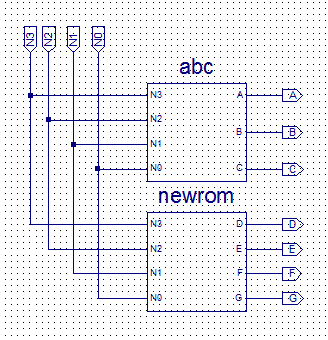 N3 N2 N1 N0
abc
N3 A A
N2
B B
N1
N0 C C
newrom
N3 D D
N2 E E
N1 F F
N0 G G